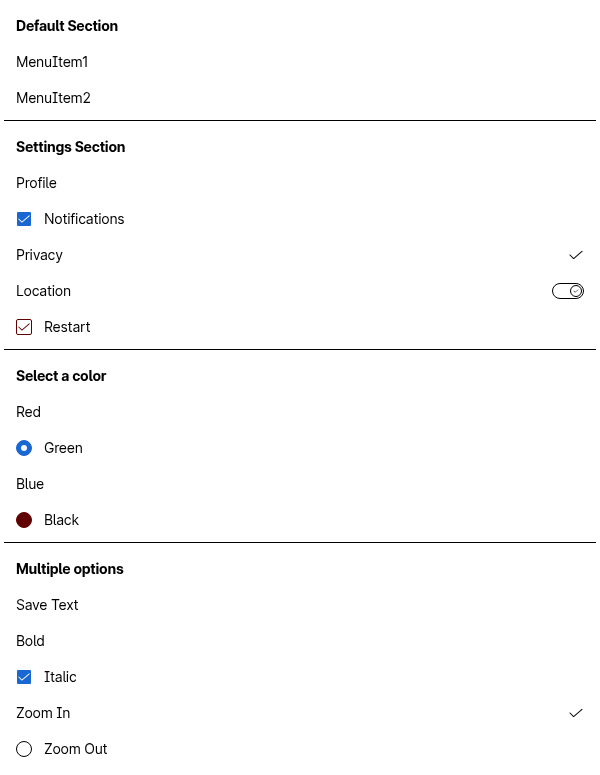 Default Section
MenuItem1
MenuItem2
Settings Section
Profile
Notifications
Privacy
Location
Restart
Select a color
Red
Green
Blue
Black
Multiple options
Save Text
Bold
Italic
Zoom In
Zoom Out